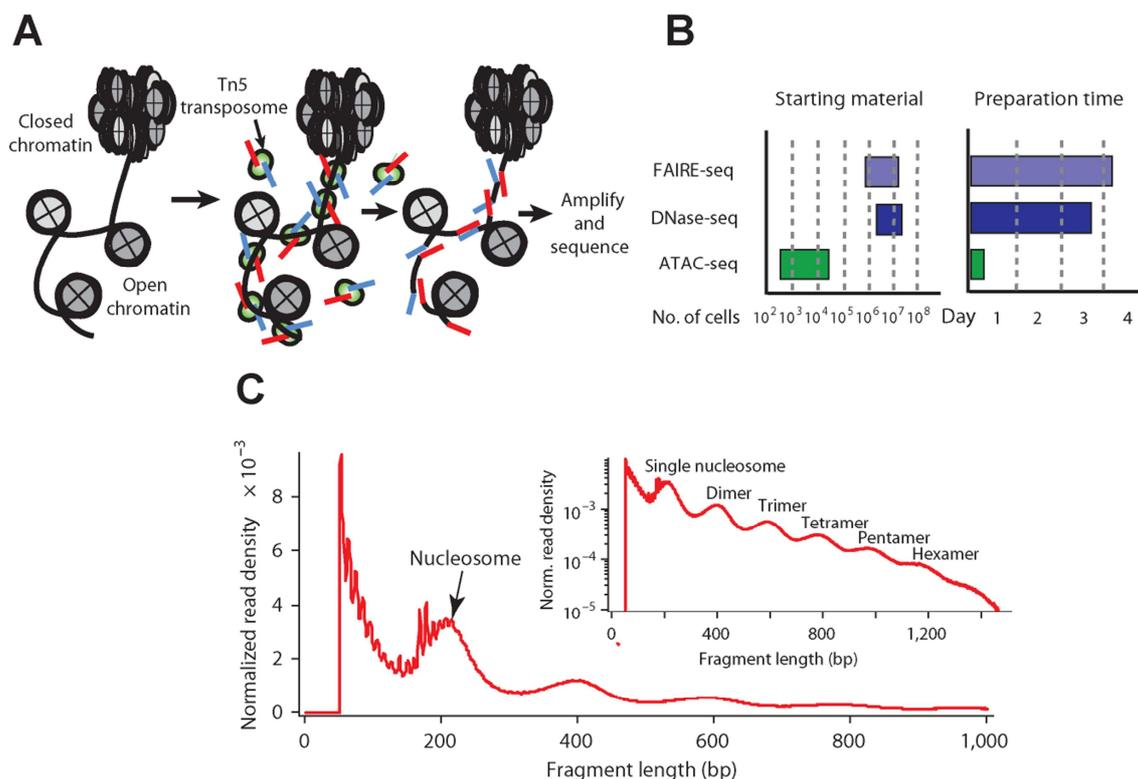 A
Closed
chromatin
Tn5
transposome
Open
chromatin
Amplify
and
sequence
B
Starting material
Preparation time
FAIRE-seq
DNase-seq
ATAC-seq
No. of cells
10² 10³ 10⁴ 10⁵ 10⁶ 10⁷ 10⁸
Day 1 2 3 4
C
Normalized read density × 10⁻³
8
6
4
2
0
Nucleosome
0 200 400 600 800 1,000
Fragment length (bp)
Norm. read density
10⁻³
10⁻⁴
10⁻⁵
Single nucleosome
Dimer
Trimer
Tetramer
Pentamer
Hexamer
0 400 800 1,200
Fragment length (bp)